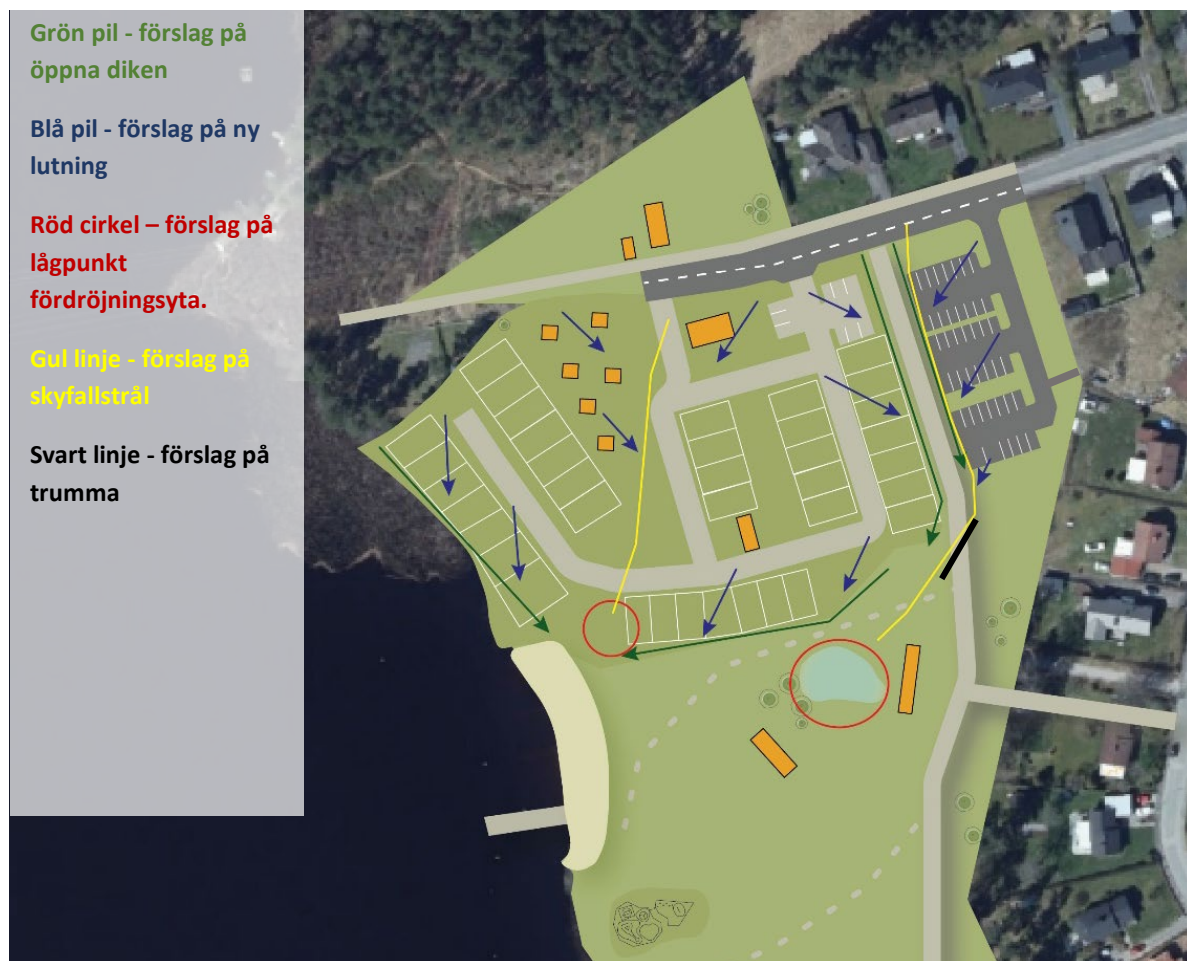 Grön pil - förslag på
öppna diken
Blå pil - förslag på ny
lutning
Röd cirkel – förslag på
lågpunkt
fördröjningsyta.
Gul linje - förslag på
skyfallstrål
Svart linje - förslag på
trumma